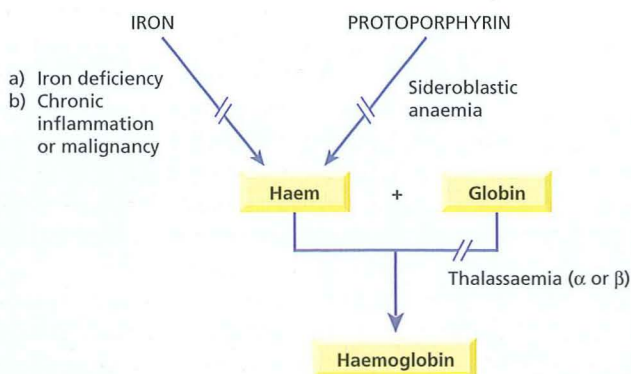 IRON
PROTOPORPHYRIN
a) Iron deficiency
b) Chronic
inflammation
or malignancy
Sideroblastic
anaemia
Haem
+
Globin
Thalassaemia (α or β)
Haemoglobin